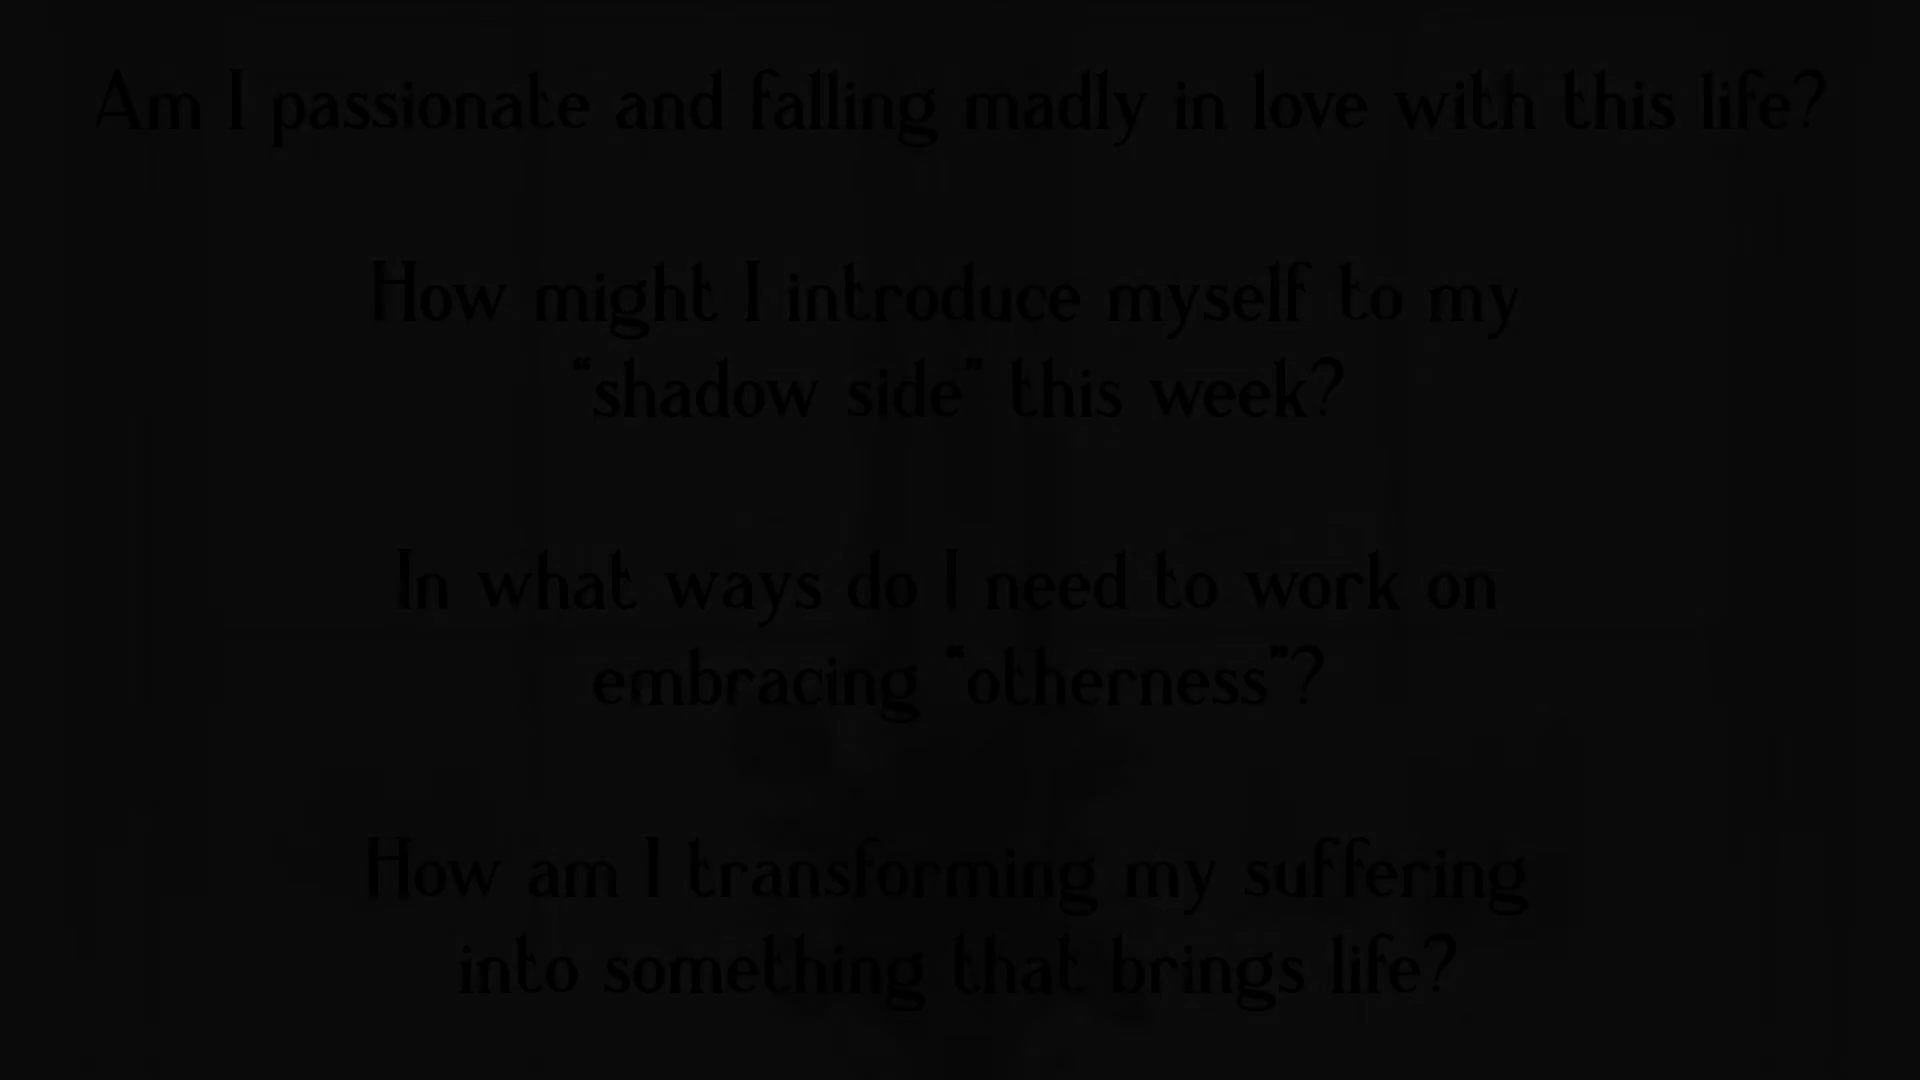 Am I passionate and falling madly in love with this life?
How might I introduce myself to my
“shadow side” this week?
In what ways do I need to work on
embracing “otherness”?
How am I transforming my suffering
into something that brings life?